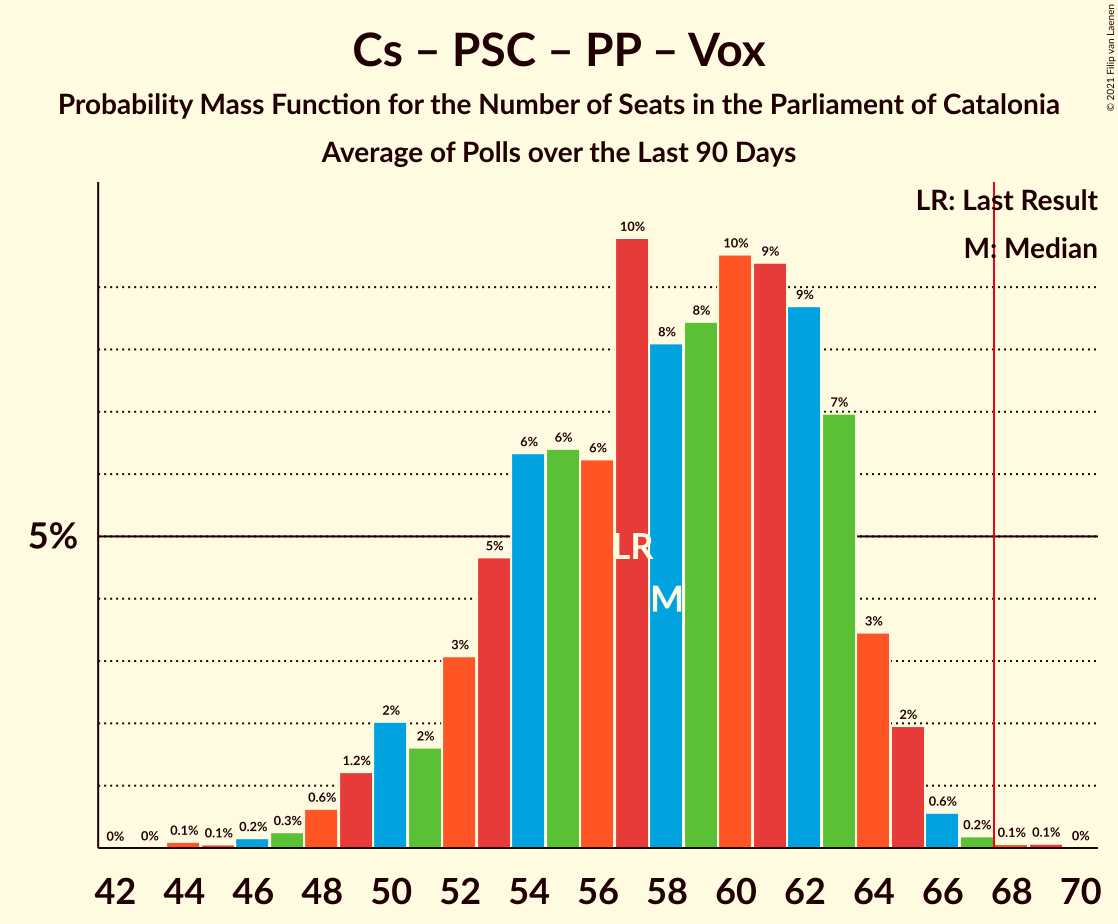 Cs – PSC – PP – Vox
Probability Mass Function for the Number of Seats in the Parliament of Catalonia
Average of Polls over the Last 90 Days
© 2021 Filip van Laenen
LR: Last Result
M: Median
5%
0% 0% 0.1% 0.1% 0.2% 0.3% 0.6% 1.2% 2% 2% 3% 5% 6% 6% 6% 10% 8% 8% 10% 9% 9% 7% 3% 2% 0.6% 0.2% 0.1% 0.1% 0%
LR
M
42 44 46 48 50 52 54 56 58 60 62 64 66 68 70